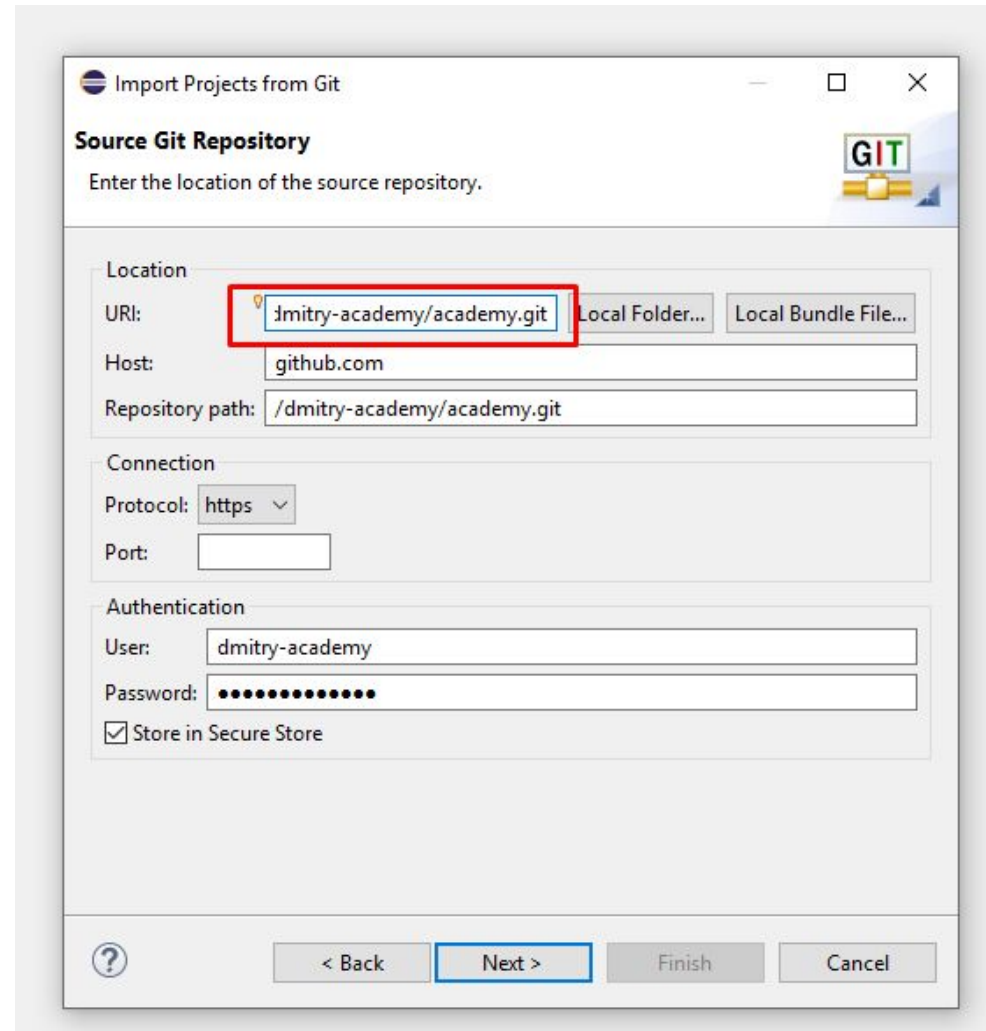 Import Projects from Git
Source Git Repository
Enter the location of the source repository.
GIT
Location
URI: dmitry-academy/academy.git Local Folder... Local Bundle File...
Host: github.com
Repository path: /dmitry-academy/academy.git
Connection
Protocol: https
Port:
Authentication
User: dmitry-academy
Password: •••••••••••••
Store in Secure Store
? < Back Next > Finish Cancel